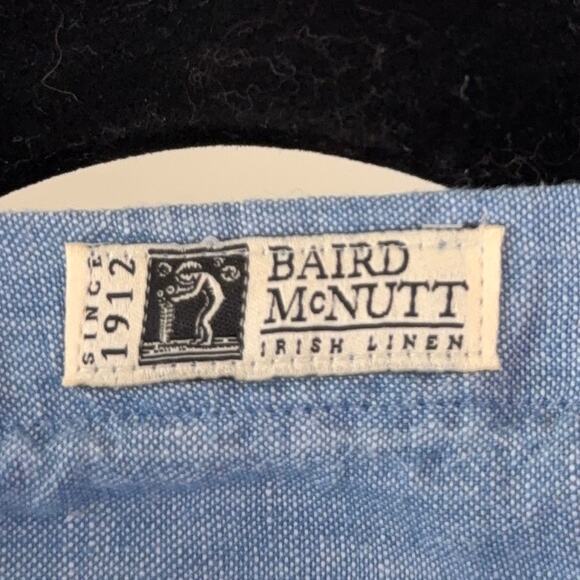 SINCE
1912
BAIRD
McNUTT
IRISH LINEN